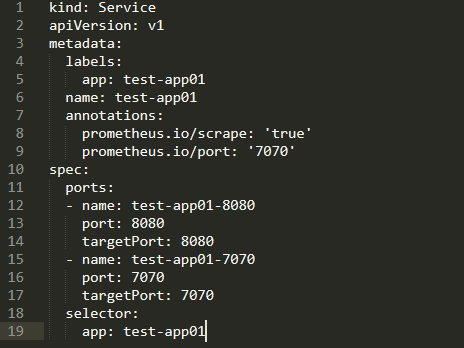 1 kind: Service
2 apiVersion: v1
3 metadata:
4   labels:
5     app: test-app01
6   name: test-app01
7   annotations:
8     prometheus.io/scrape: 'true'
9     prometheus.io/port: '7070'
10 spec:
11   ports:
12   - name: test-app01-8080
13     port: 8080
14     targetPort: 8080
15   - name: test-app01-7070
16     port: 7070
17     targetPort: 7070
18   selector:
19     app: test-app01